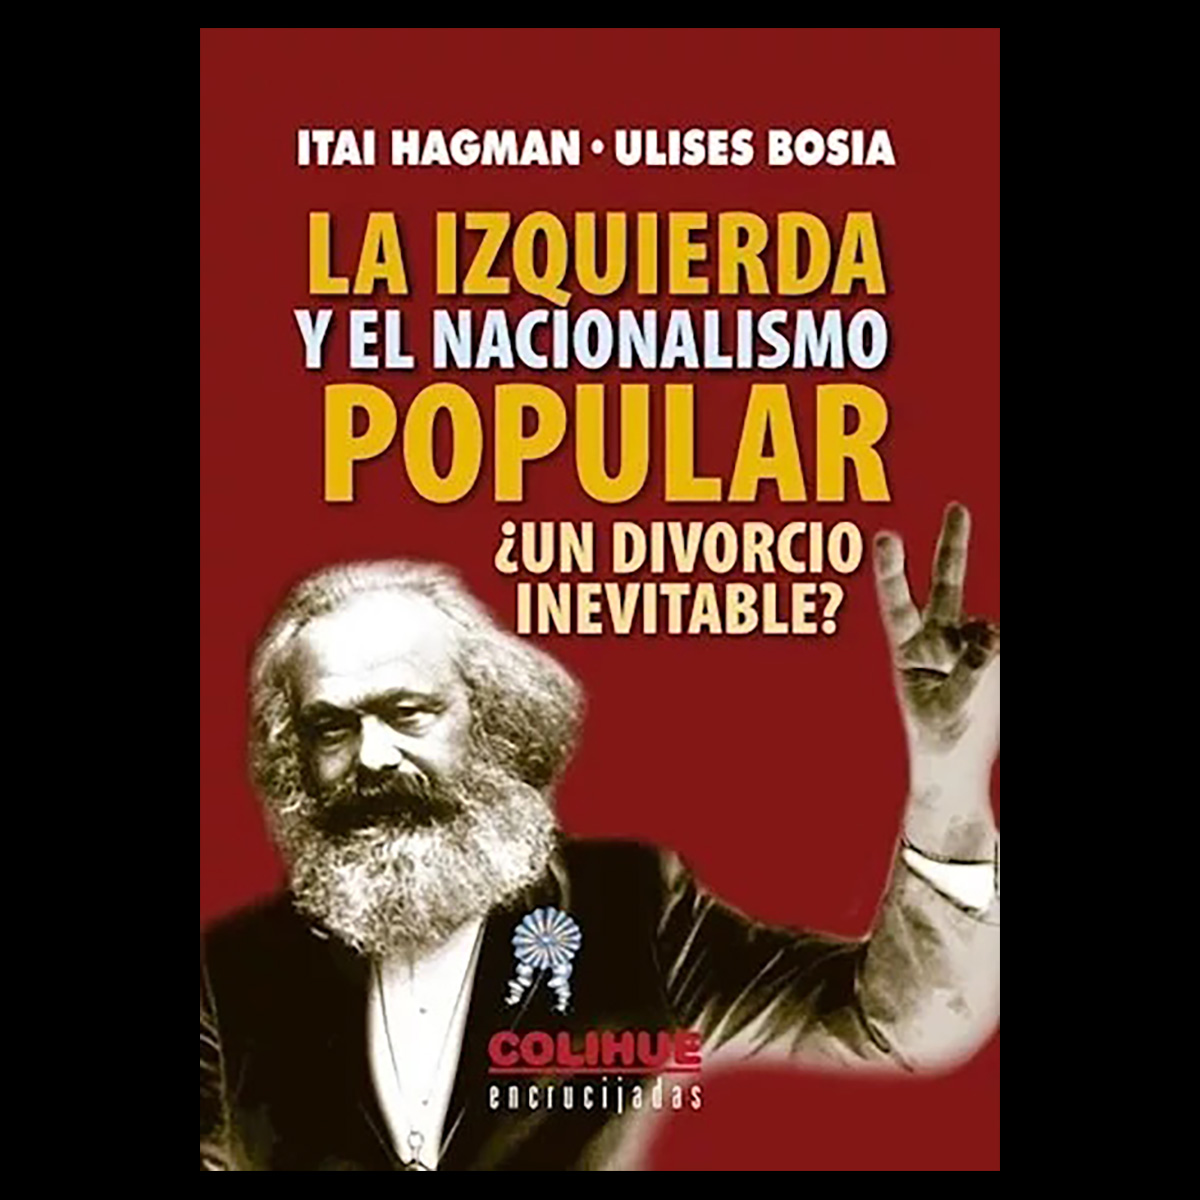 ITAI HAGMAN • ULISES BOSIA
LA IZQUIERDA
Y EL NACIONALISMO
POPULAR
¿UN DIVORCIO
INEVITABLE?
COLIHUE
encrucijadas